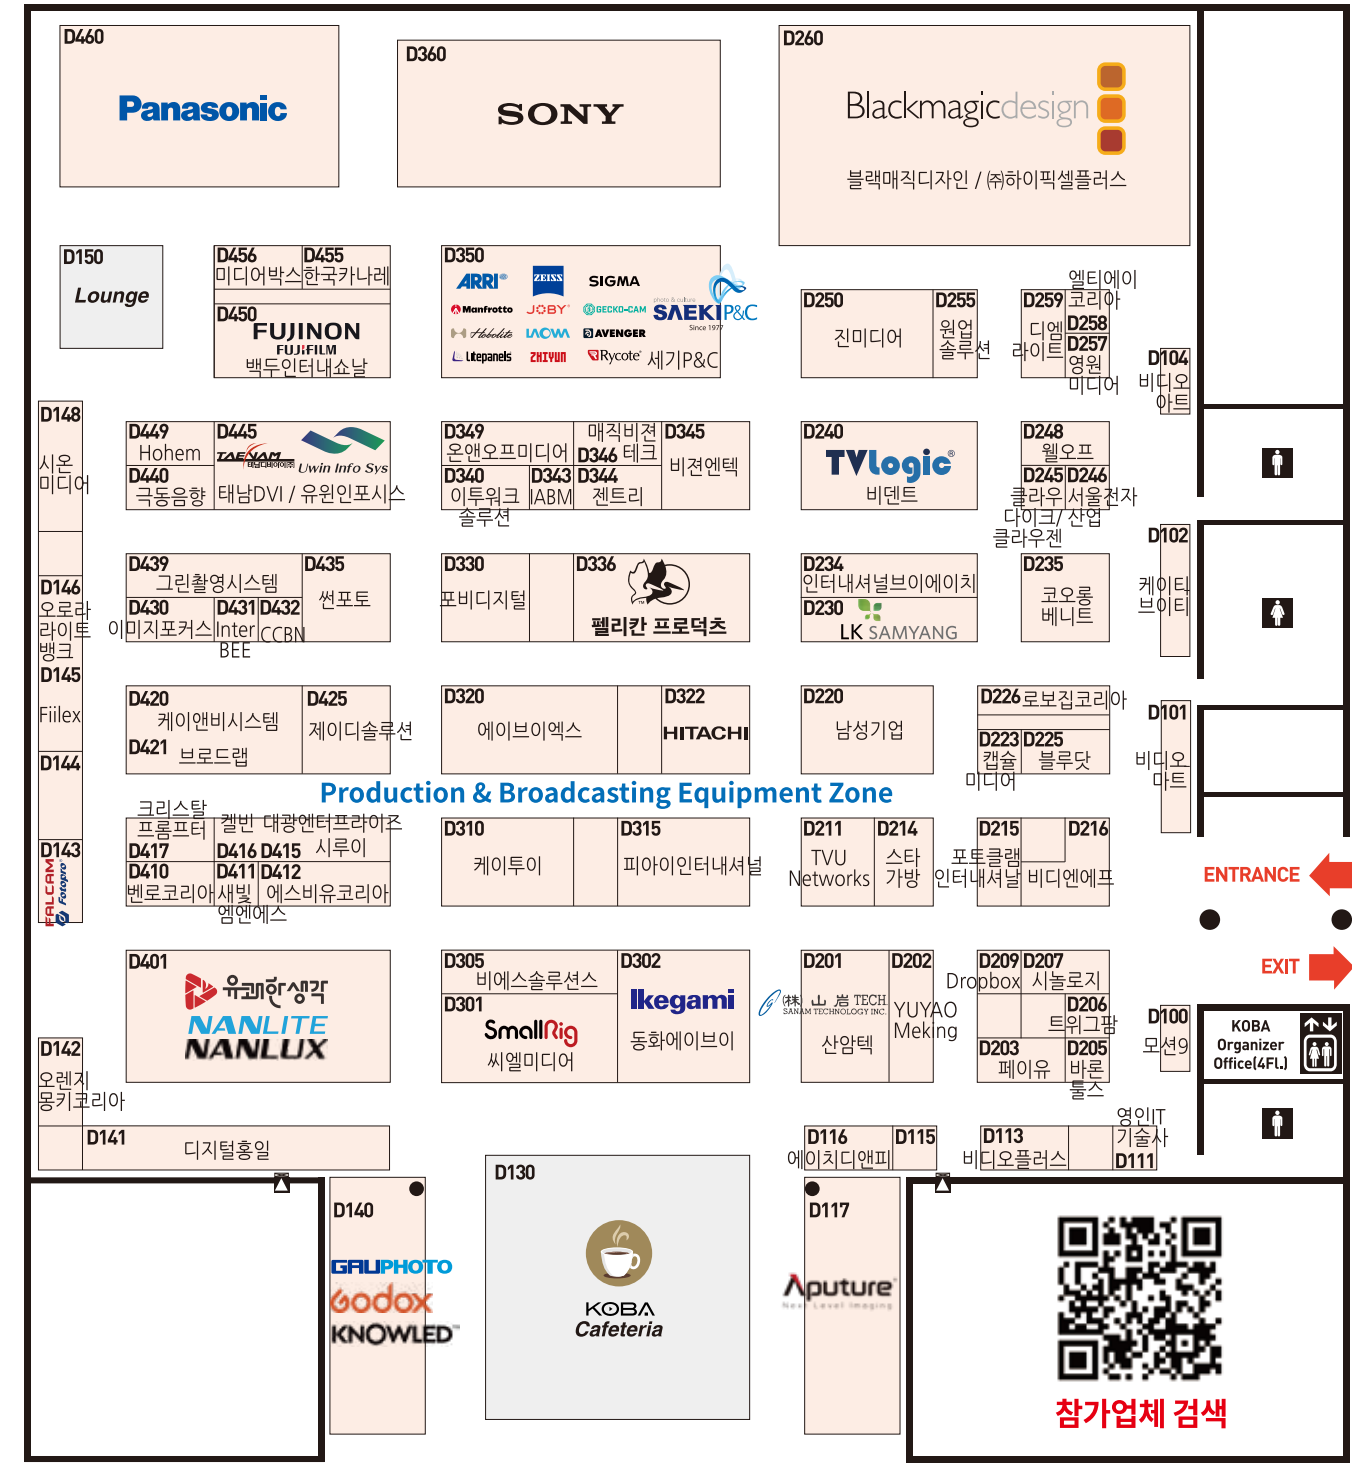 D460
Panasonic
D360
SONY
D260
Blackmagicdesign
블랙매직디자인 / ㈜하이픽셀플러스
D150
Lounge
D456
미디어박스
D455
한국카나레
D450
FUJINON
FUJIFILM
백두인터내쇼날
D350
ARRI
ZEISS
SIGMA
Manfrotto
JOBY
GECKO-CAM
photo & culture
SAEKI P&C
Since 1977
Hobolite
LAOWA
AVENGER
Litepanels
ZHIYUN
Rycote
세기P&C
D250
진미디어
D255
원업
솔루션
D259
디엠
라이트
엘티에이
코리아
D258
D257
영원
미디어
D104
비디오
아트
D148
시온
미디어
D449
Hohem
D440
극동음향
D445
TAENAM
태남디비아이㈜
Uwin Info Sys
태남DVI / 유윈인포시스
D349
온앤오프미디어
매직비젼
D346 테크
D345
비젼엔텍
D340
이투워크
솔루션
D343
IABM
D344
젠트리
D240
TVLogic
비덴트
D248
웰오프
D245
클라우
다이크/
클라우젠
D246
서울전자
산업
D102
케이티
브이티
D146
오로라
라이트
뱅크
D439
그린촬영시스템
D435
썬포토
D430
이미지포커스
D431
Inter
BEE
D432
CCBN
D330
포비디지털
D336
펠리칸 프로덕츠
D234
인터내셔널브이에이치
D230
LK SAMYANG
D235
코오롱
베니트
D145
Fiilex
D420
케이앤비시스템
D421
브로드랩
D425
제이디솔루션
D320
에이브이엑스
D322
HITACHI
D220
남성기업
D226 로보집코리아
D223
캡슐
미디어
D225
블루닷
D101
비디오
마트
D144
Production & Broadcasting Equipment Zone
D143
FALCAM
Fotopro
크리스탈
프롬프터
D417
켈빈
D416
대광엔터프라이즈
D415
시루이
D410
벤로코리아
D411
새빛
엠엔에스
D412
에스비유코리아
D310
케이투이
D315
피아이인터내셔널
D211
TVU
Networks
D214
스타
가방
D215
포토클램
인터내셔날
D216
비디엔에프
ENTRANCE
EXIT
D401
유쾌한생각
NANLITE
NANLUX
D305
비에스솔루션스
D301
SmallRig
씨엘미디어
D302
Ikegami
동화에이브이
D201
(株) 山岩 TECH.
SANAM TECHNOLOGY INC.
산암텍
D202
YUYAO
Meking
D209
Dropbox
D207
시놀로지
D206
트위그팜
D203
페이유
D205
바론
툴스
D100
모션9
KOBA
Organizer
Office(4Fl.)
D142
오렌지
몽키코리아
D141
디지털홍일
D116
에이치디앤피
D115
D113
비디오플러스
영인IT
기술사
D111
D140
GAUPHOTO
Godox
KNOWLED
D130
KOBA
Cafeteria
D117
Aputure
Next Level Imaging
참가업체 검색